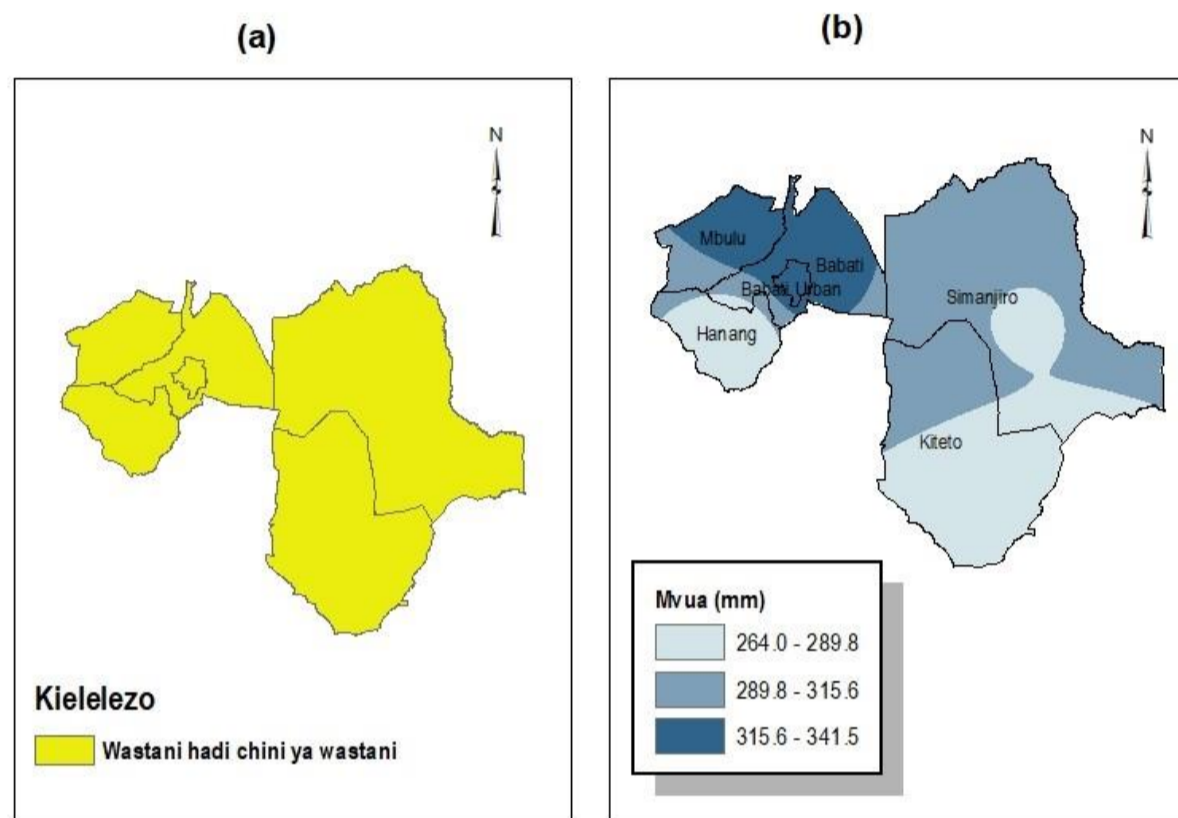 (a)
N
Kielelezo
Wastani hadi chini ya wastani
(b)
N
Mbulu
Babati
Babati Urban
Simanjiro
Hanang
Kiteto
Mvua (mm)
264.0 - 289.8
289.8 - 315.6
315.6 - 341.5